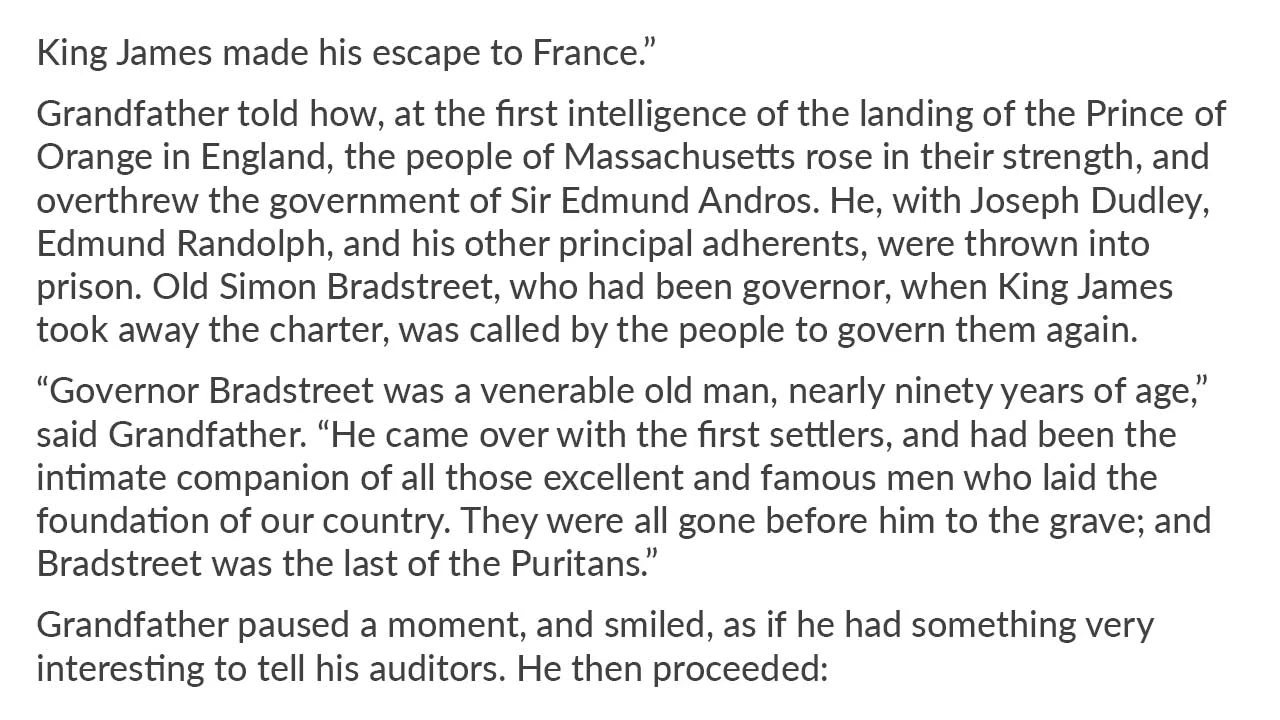 King James made his escape to France.”
Grandfather told how, at the first intelligence of the landing of the Prince of
Orange in England, the people of Massachusetts rose in their strength, and
overthrew the government of Sir Edmund Andros. He, with Joseph Dudley,
Edmund Randolph, and his other principal adherents, were thrown into
prison. Old Simon Bradstreet, who had been governor, when King James
took away the charter, was called by the people to govern them again.
“Governor Bradstreet was a venerable old man, nearly ninety years of age,”
said Grandfather. “He came over with the first settlers, and had been the
intimate companion of all those excellent and famous men who laid the
foundation of our country. They were all gone before him to the grave; and
Bradstreet was the last of the Puritans.”
Grandfather paused a moment, and smiled, as if he had something very
interesting to tell his auditors. He then proceeded: